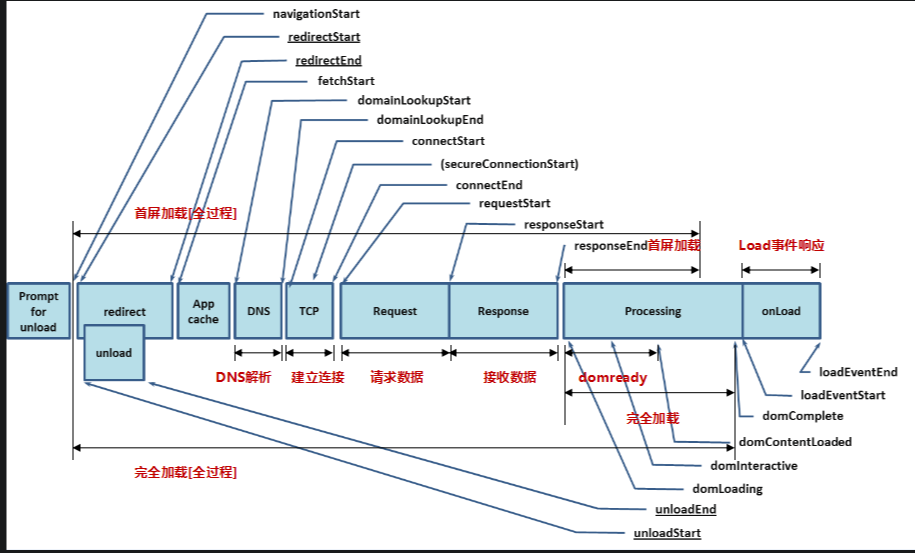 navigationStart
redirectStart
redirectEnd
fetchStart
domainLookupStart
domainLookupEnd
connectStart
(secureConnectionStart)
connectEnd
requestStart
首屏加载[全过程]
responseStart
responseEnd首屏加载
Load事件响应
Prompt
for
unload
redirect
unload
App
cache
DNS
TCP
Request
Response
Processing
onLoad
DNS解析
建立连接
请求数据
接收数据
domready
完全加载
loadEventEnd
loadEventStart
domComplete
domContentLoaded
domInteractive
完全加载[全过程]
domLoading
unloadEnd
unloadStart